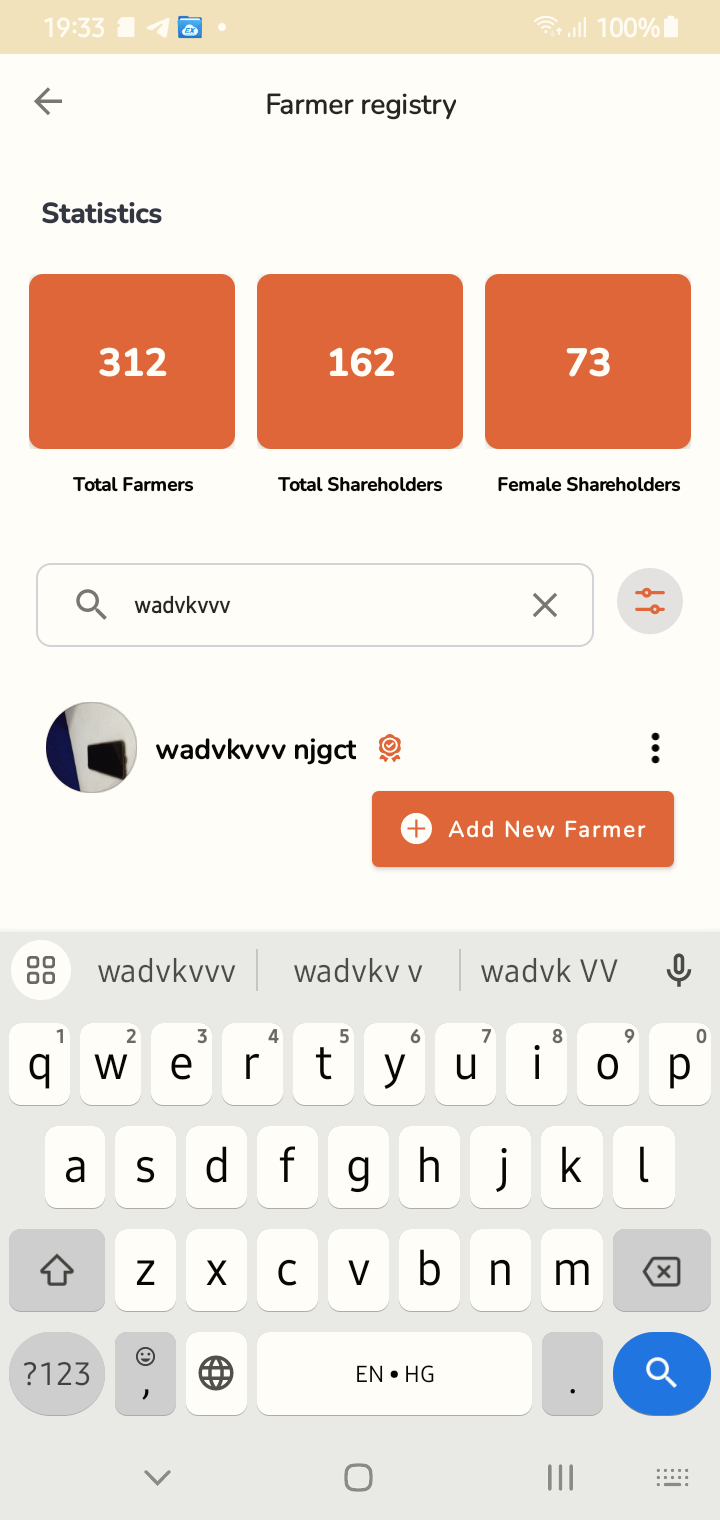 19:33 100%
Farmer registry
Statistics
312 162 73
Total Farmers Total Shareholders Female Shareholders
wadvkvvv
wadvkvvv njgct
Add New Farmer
wadvkvvv wadvkv v wadvk VV
1 2 3 4 5 6 7 8 9 0
q w e r t y u i o p
a s d f g h j k l
z x c v b n m
?123 , EN • HG .